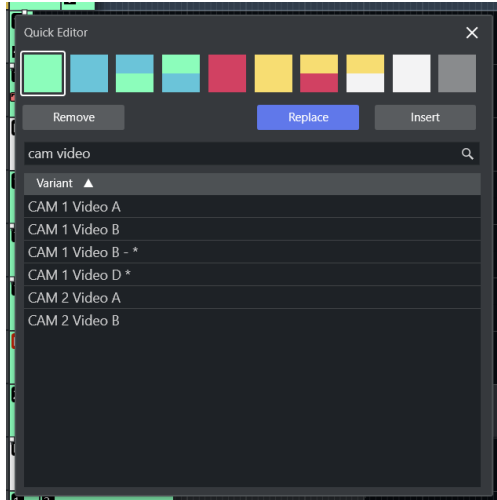 Quick Editor
Remove Replace Insert
cam video
Variant ▲
CAM 1 Video A
CAM 1 Video B
CAM 1 Video B - *
CAM 1 Video D *
CAM 2 Video A
CAM 2 Video B